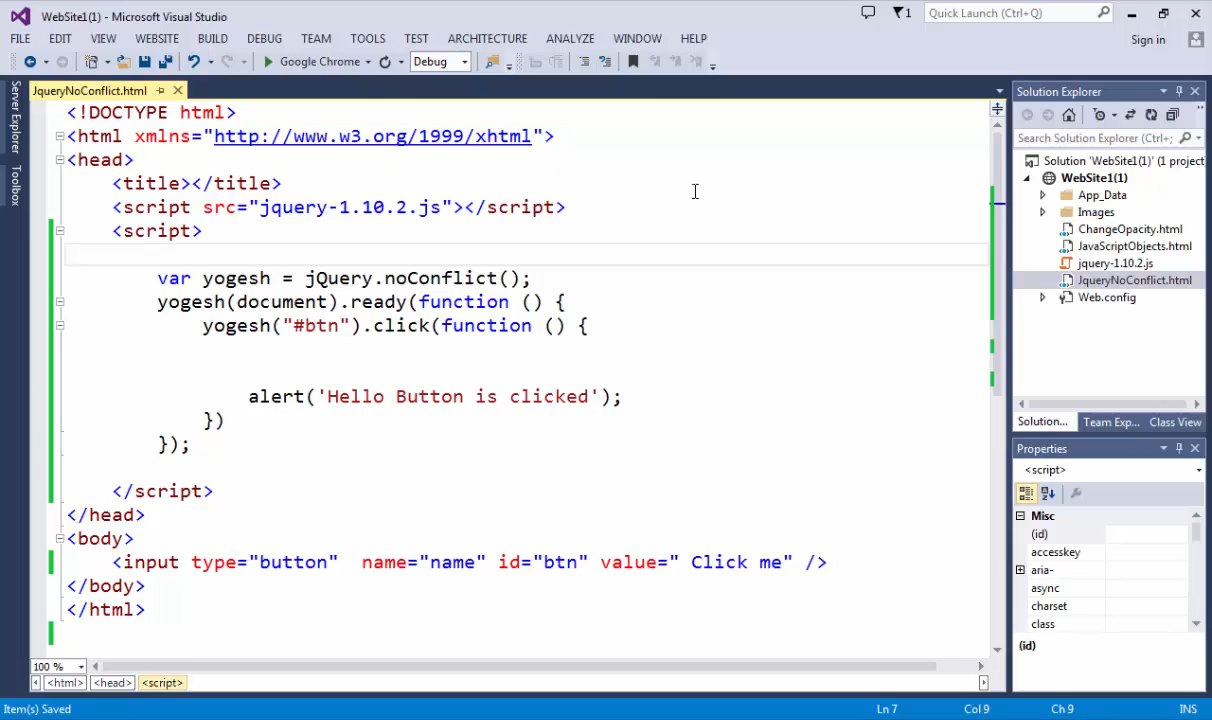 WebSite1(1) - Microsoft Visual Studio
1
Quick Launch (Ctrl+Q)
FILE EDIT VIEW WEBSITE BUILD DEBUG TEAM TOOLS TEST ARCHITECTURE ANALYZE WINDOW HELP
Sign in
Google Chrome
Debug
Server Explorer
Toolbox
JqueryNoConflict.html
<!DOCTYPE html>
<html xmlns="http://www.w3.org/1999/xhtml">
<head>
<title></title>
<script src="jquery-1.10.2.js"></script>
<script>
var yogesh = jQuery.noConflict();
yogesh(document).ready(function () {
yogesh("#btn").click(function () {
alert('Hello Button is clicked');
})
});
</script>
</head>
<body>
<input type="button"  name="name" id="btn" value=" Click me" />
</body>
</html>
100 %
<html> <head> <script>
Solution Explorer
Search Solution Explorer (Ctrl+;
Solution 'WebSite1(1)' (1 project
WebSite1(1)
App_Data
Images
ChangeOpacity.html
JavaScriptObjects.html
jquery-1.10.2.js
JqueryNoConflict.html
Web.config
Solution... Team Exp... Class View
Properties
<script>
Misc
(id)
accesskey
aria-
async
charset
class
(id)
Item(s) Saved
Ln 7 Col 9 Ch 9 INS